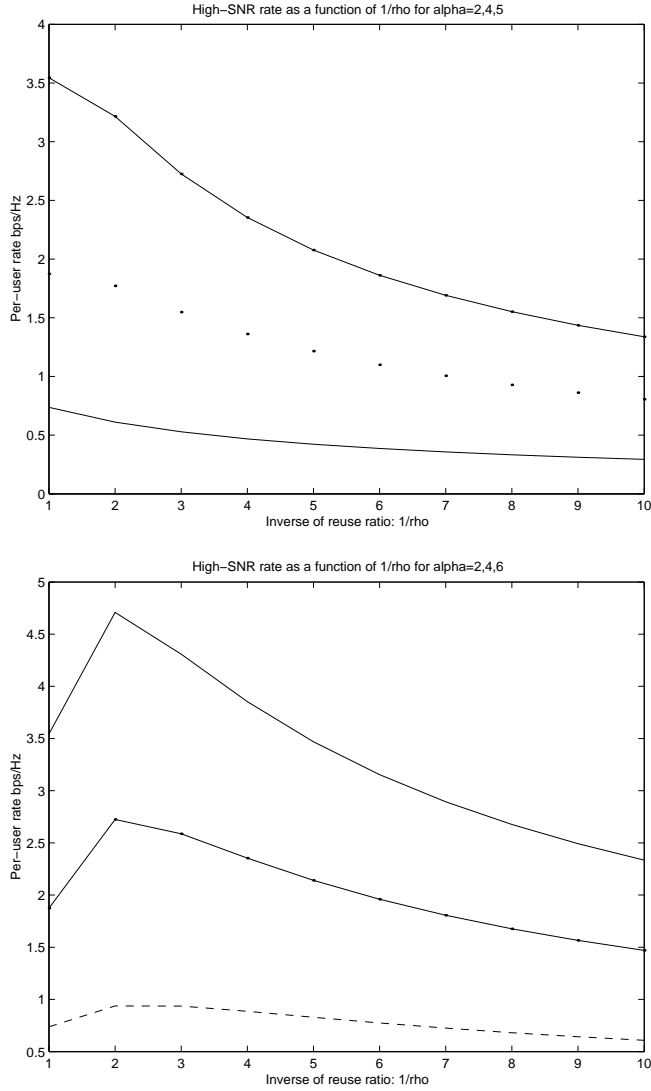 High−SNR rate as a function of 1/rho for alpha=2,4,5
4
3.5
3
2.5
2
1.5
1
0.5
0
Per−user rate bps/Hz
1 2 3 4 5 6 7 8 9 10
Inverse of reuse ratio: 1/rho
High−SNR rate as a function of 1/rho for alpha=2,4,6
5
4.5
4
3.5
3
2.5
2
1.5
1
0.5
Per−user rate bps/Hz
1 2 3 4 5 6 7 8 9 10
Inverse of reuse ratio: 1/rho